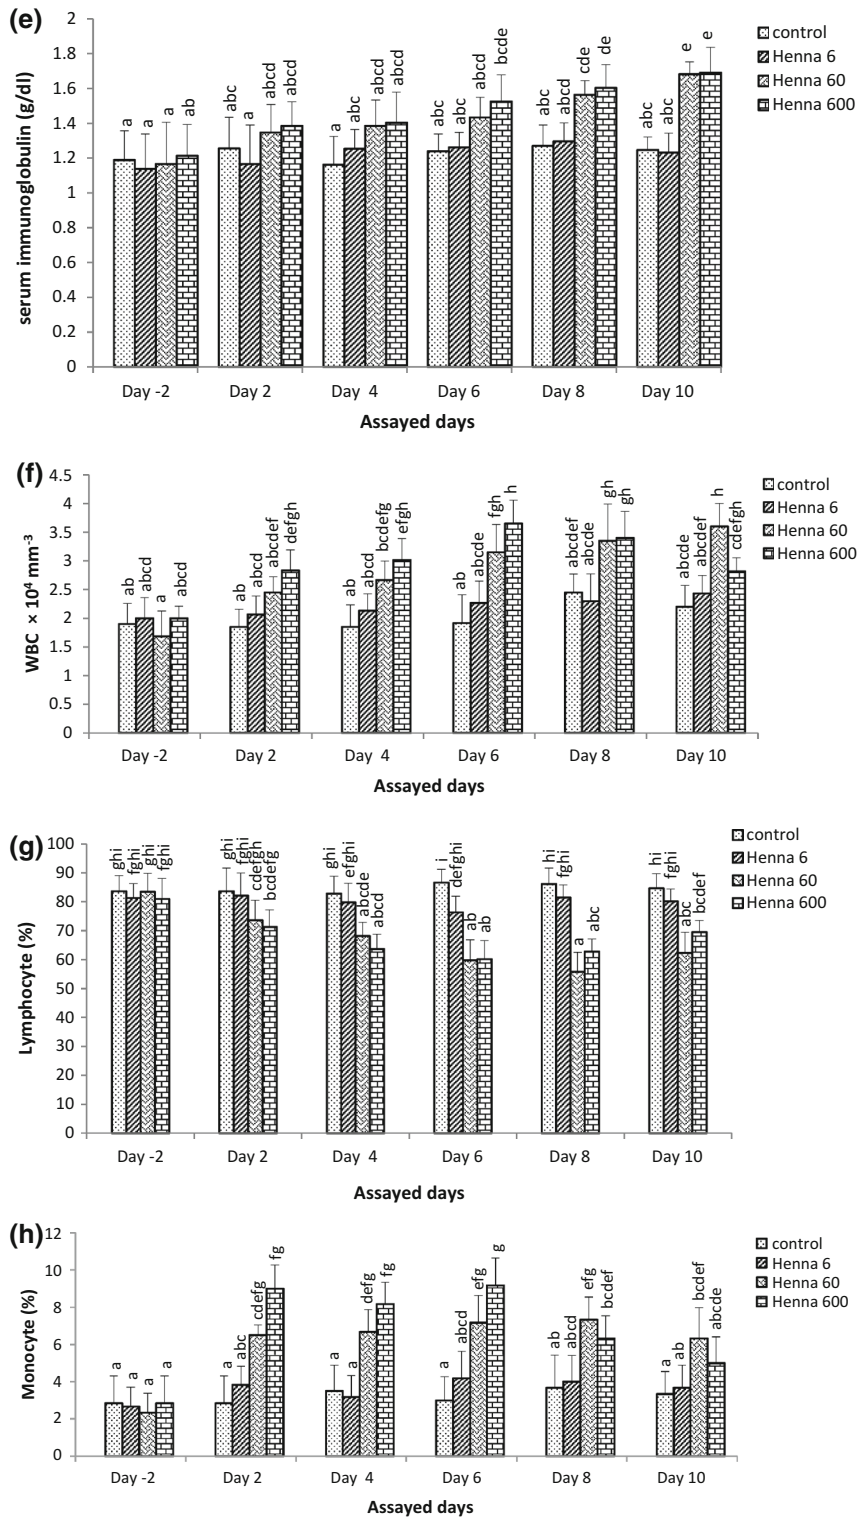 (e)
serum immunoglobulin (g/dl)
2
1.8
1.6
1.4
1.2
1
0.8
0.6
0.4
0.2
0
a a a ab
abc a abcd abcd
a abc abcd abcd
abc abc abcd bcde
abc abc cde de
abc abc e e
Day -2 Day 2 Day 4 Day 6 Day 8 Day 10
Assayed days
control
Henna 6
Henna 60
Henna 600
(f)
WBC × 10⁴ mm⁻³
4.5
4
3.5
3
2.5
2
1.5
1
0.5
0
ab abcd a abcd
ab abcd abcdef defgh
ab abcd bcdefg efgh
ab abcde fgh h
abcdef abcde gh gh
abcde abcdef h cdefgh
Day -2 Day 2 Day 4 Day 6 Day 8 Day 10
Assayed days
control
Henna 6
Henna 60
Henna 600
(g)
Lymphocyte (%)
100
90
80
70
60
50
40
30
20
10
0
ghi fghi ghi fghi
ghi fghi cdefgh bcdefg
ghi efghi abcde abcd
i defghi ab ab
hi fghi a abc
hi fghi abc bcdef
Day -2 Day 2 Day 4 Day 6 Day 8 Day 10
Assayed days
control
Henna 6
Henna 60
Henna 600
(h)
Monocyte (%)
12
10
8
6
4
2
0
a a a a
a abc cdefg fg
a a defg fg
a abcd efg g
ab abcd efg bcdef
a ab bcdef abcde
Day -2 Day 2 Day 4 Day 6 Day 8 Day 10
Assayed days
control
Henna 6
Henna 60
Henna 600